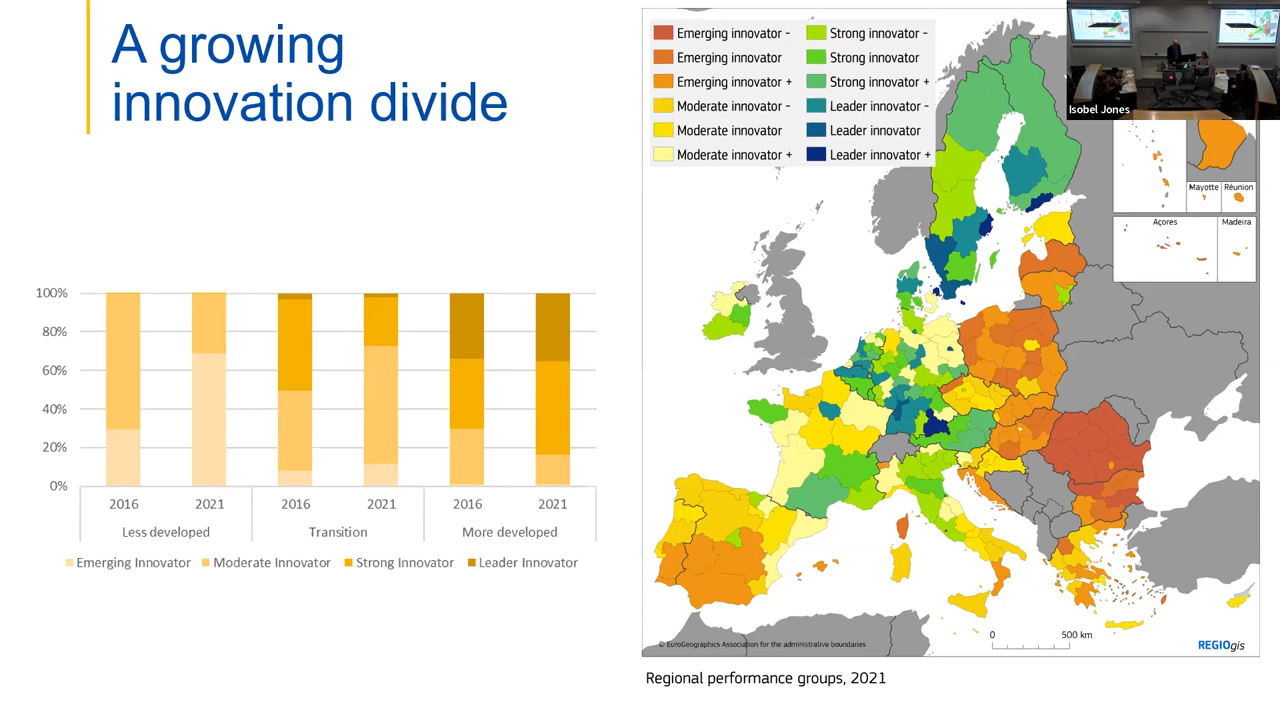 A growing
innovation divide
100%
80%
60%
40%
20%
0%
2016
2021
2016
2021
2016
2021
Less developed
Transition
More developed
Emerging Innovator
Moderate Innovator
Strong Innovator
Leader Innovator
Emerging innovator -
Emerging innovator
Emerging innovator +
Moderate innovator -
Moderate innovator
Moderate innovator +
Strong innovator -
Strong innovator
Strong innovator +
Leader innovator -
Leader innovator
Leader innovator +
Isobel Jones
Mayotte
Réunion
Açores
Madeira
0
500 km
© EuroGeographics Association for the administrative boundaries
REGIOgis
Regional performance groups, 2021